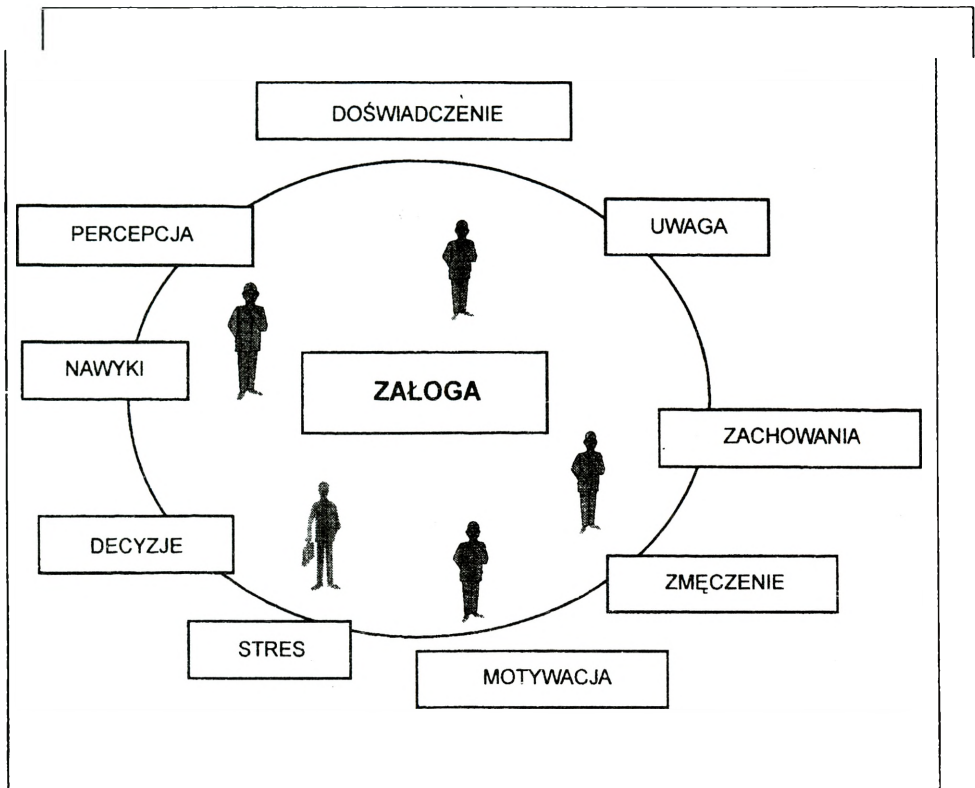 DOŚWIADCZENIE
PERCEPCJA
UWAGA
NAWYKI
ZAŁOGA
ZACHOWANIA
DECYZJE
ZMĘCZENIE
STRES
MOTYWACJA